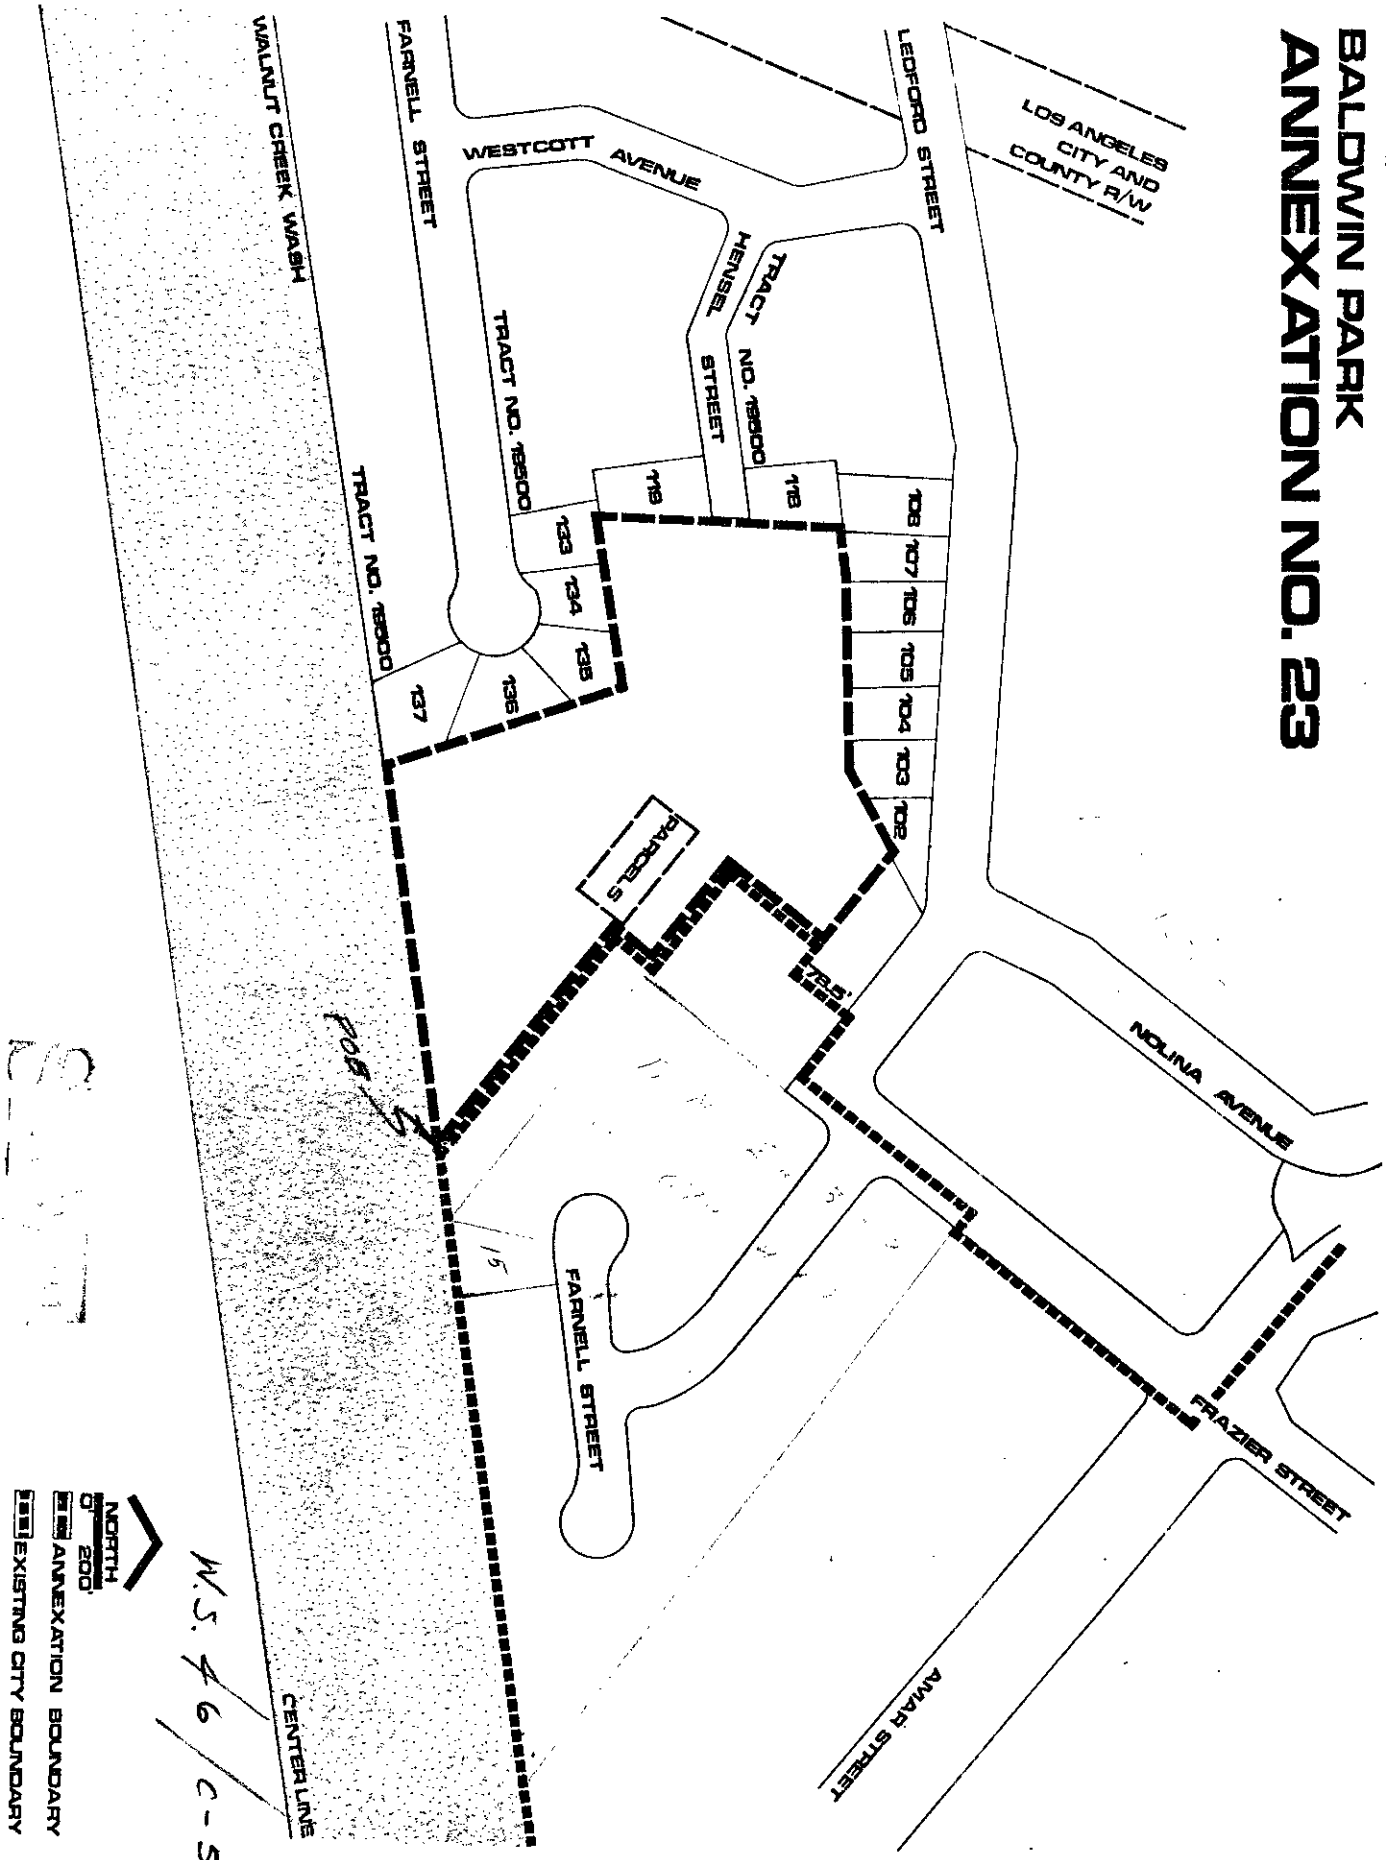 BALDWIN PARK
ANNEXATION NO. 23
LOS ANGELES
CITY AND
COUNTY R/W
LEDFORD STREET
WESTCOTT AVENUE
FARNELL STREET
WALNUT CREEK WASH
HENSEL
STREET
TRACT NO. 19500
TRACT NO. 19500
TRACT NO. 19500
108
107
106
105
104
103
102
118
119
133
134
135
136
137
PARCEL 5
78.5'
NOLINA AVENUE
POB
15
FARNELL STREET
FRAZIER STREET
AMAR STREET
CENTER LINE
W.S. 46 C-5
NORTH
0' 200'
ANNEXATION BOUNDARY
EXISTING CITY BOUNDARY